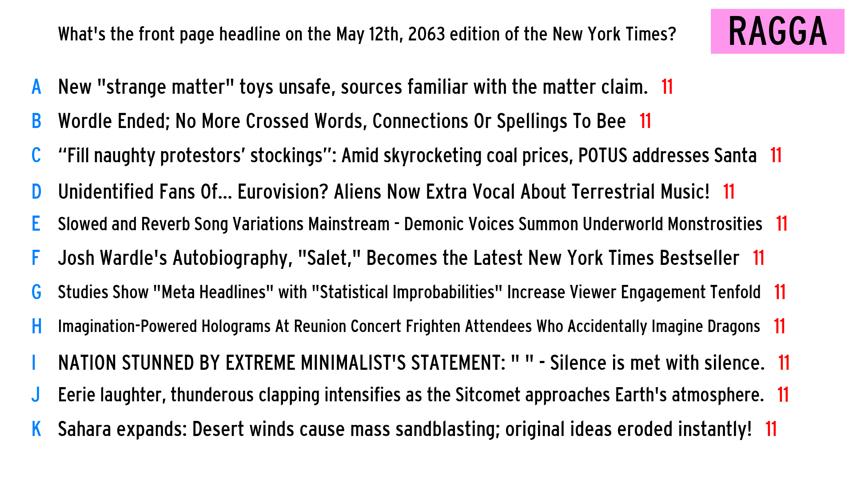 What's the front page headline on the May 12th, 2063 edition of the New York Times?
RAGGA
A New "strange matter" toys unsafe, sources familiar with the matter claim. 11
B Wordle Ended; No More Crossed Words, Connections Or Spellings To Bee 11
C “Fill naughty protestors’ stockings”: Amid skyrocketing coal prices, POTUS addresses Santa 11
D Unidentified Fans Of... Eurovision? Aliens Now Extra Vocal About Terrestrial Music! 11
E Slowed and Reverb Song Variations Mainstream - Demonic Voices Summon Underworld Monstrosities 11
F Josh Wardle's Autobiography, "Salet," Becomes the Latest New York Times Bestseller 11
G Studies Show "Meta Headlines" with "Statistical Improbabilities" Increase Viewer Engagement Tenfold 11
H Imagination-Powered Holograms At Reunion Concert Frighten Attendees Who Accidentally Imagine Dragons 11
I NATION STUNNED BY EXTREME MINIMALIST'S STATEMENT: " " - Silence is met with silence. 11
J Eerie laughter, thunderous clapping intensifies as the Sitcomet approaches Earth's atmosphere. 11
K Sahara expands: Desert winds cause mass sandblasting; original ideas eroded instantly! 11